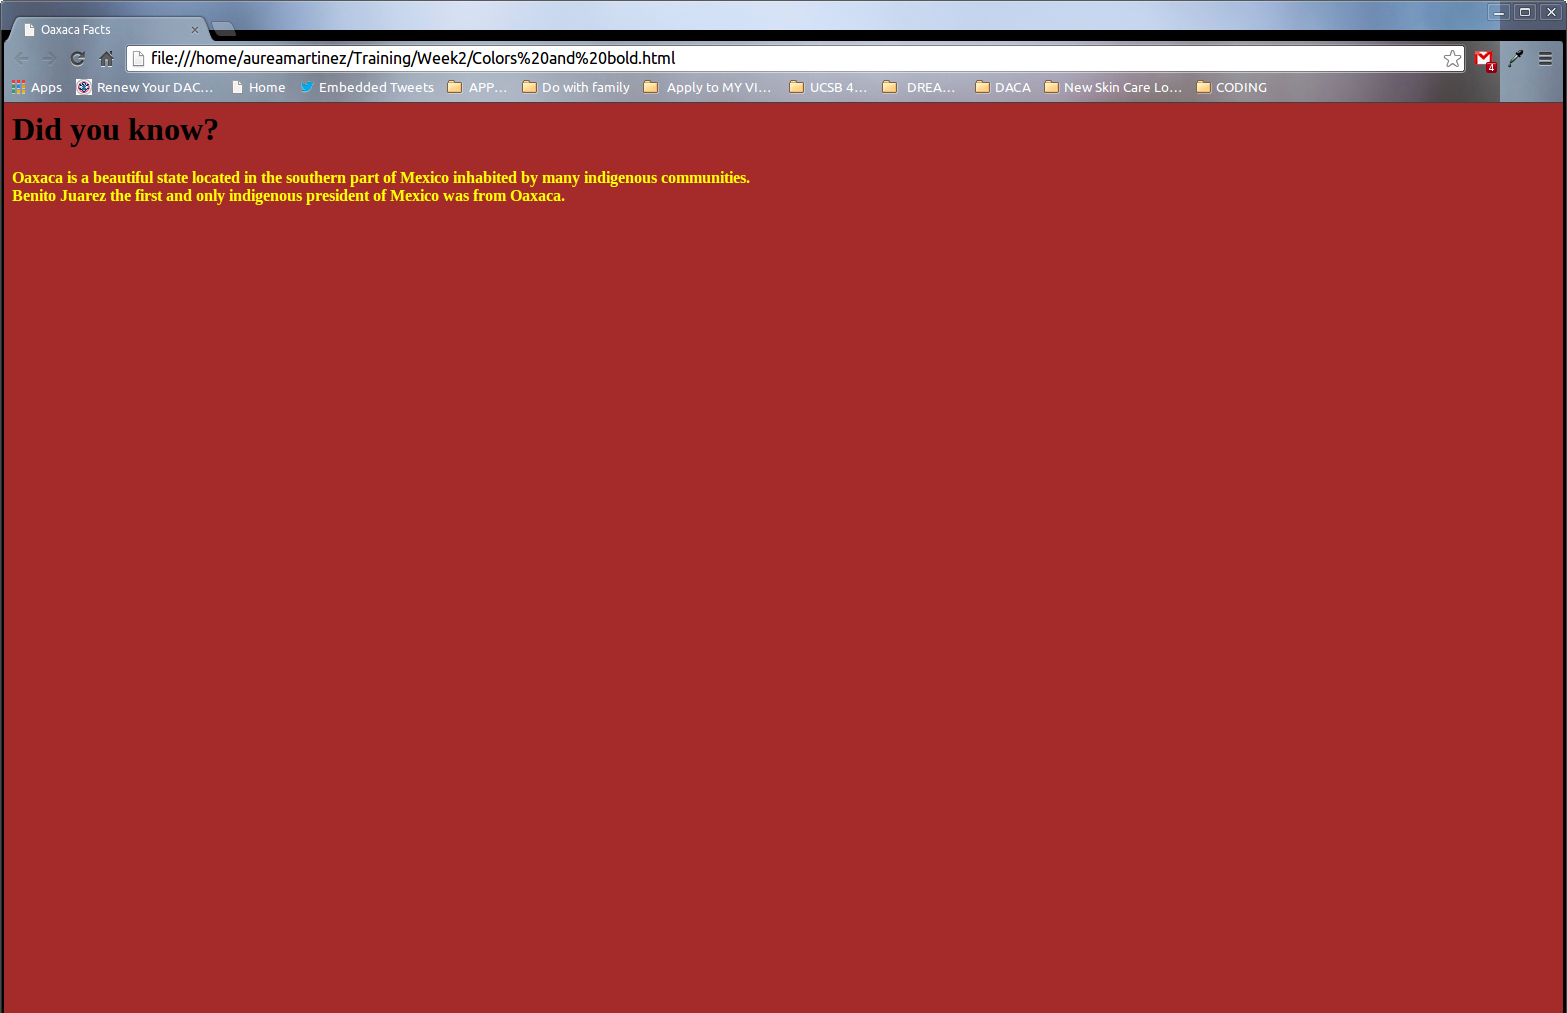 Oaxaca Facts
file:///home/aureamartinez/Training/Week2/Colors%20and%20bold.html
4
Apps Renew Your DAC... Home Embedded Tweets APP... Do with family Apply to MY VI... UCSB 4... DREA... DACA New Skin Care Lo... CODING
Did you know?
Oaxaca is a beautiful state located in the southern part of Mexico inhabited by many indigenous communities.
Benito Juarez the first and only indigenous president of Mexico was from Oaxaca.